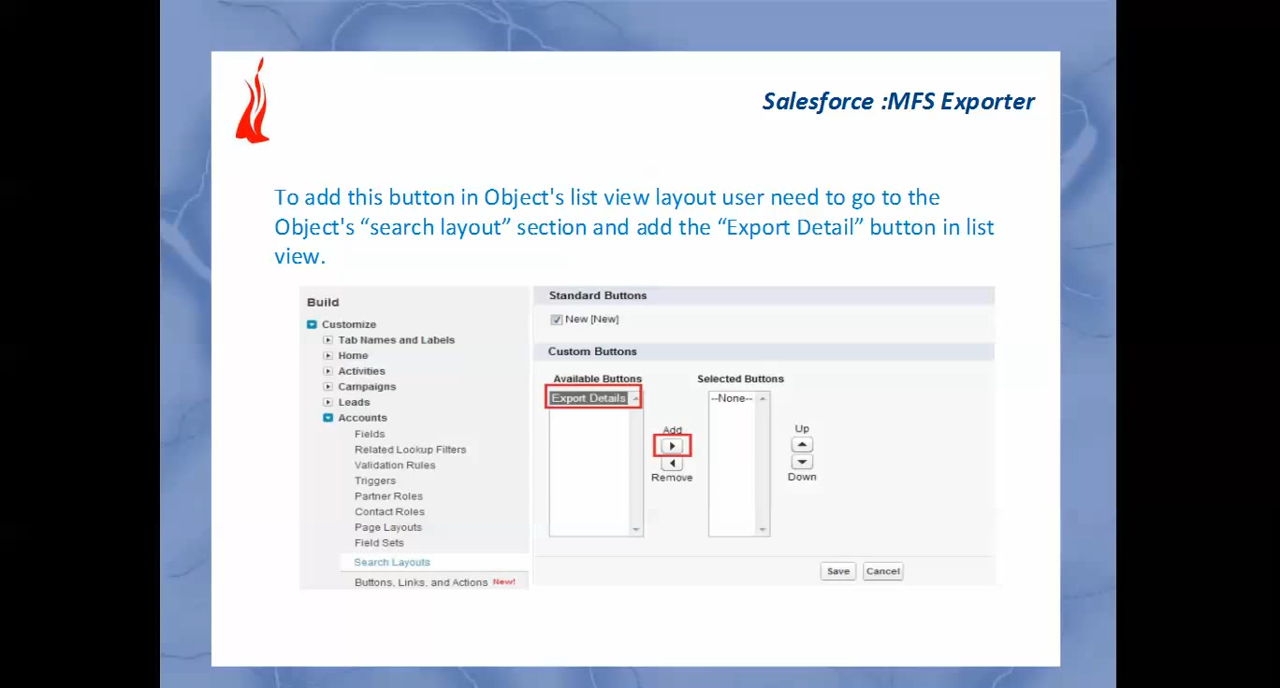 Salesforce :MFS Exporter
To add this button in Object's list view layout user need to go to the
Object's “search layout” section and add the “Export Detail” button in list
view.
Build
Customize
Tab Names and Labels
Home
Activities
Campaigns
Leads
Accounts
Fields
Related Lookup Filters
Validation Rules
Triggers
Partner Roles
Contact Roles
Page Layouts
Field Sets
Search Layouts
Buttons, Links, and Actions New!
Standard Buttons
New [New]
Custom Buttons
Available Buttons Selected Buttons
Export Details --None--
Add Up
Remove Down
Save Cancel